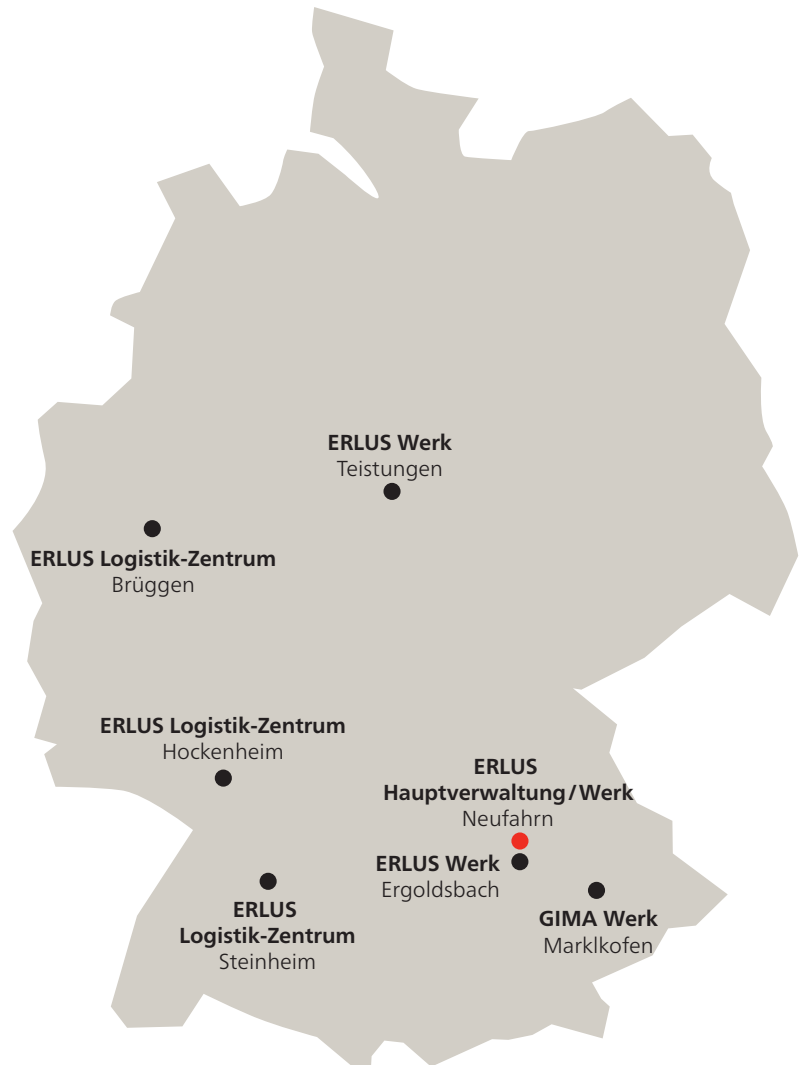 ERLUS Werk
Teistungen
ERLUS Logistik-Zentrum
Brüggen
ERLUS Logistik-Zentrum
Hockenheim
ERLUS
Hauptverwaltung/Werk
Neufahrn
ERLUS Werk
Ergoldsbach
ERLUS
Logistik-Zentrum
Steinheim
GIMA Werk
Marklkofen